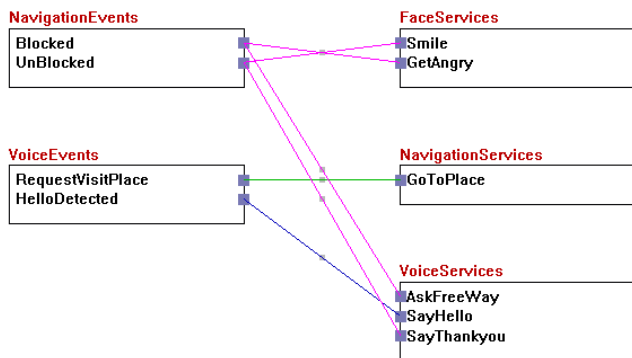 NavigationEvents
Blocked
UnBlocked
FaceServices
Smile
GetAngry
VoiceEvents
RequestVisitPlace
HelloDetected
NavigationServices
GoToPlace
VoiceServices
AskFreeWay
SayHello
SayThankyou